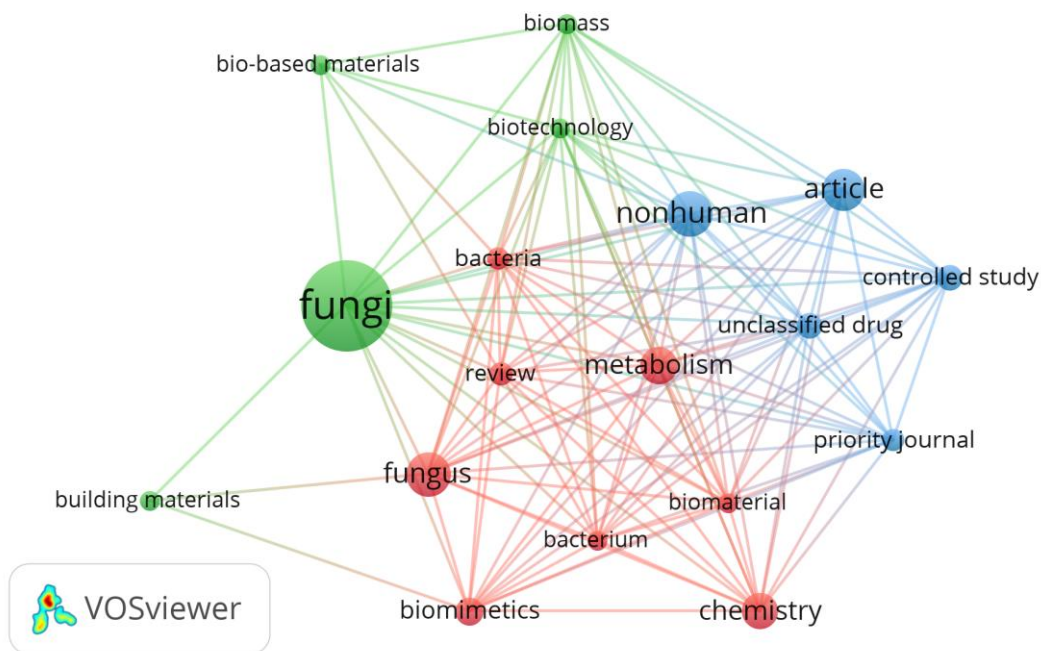 biomass
bio-based materials
biotechnology
article
nonhuman
bacteria
controlled study
fungi
unclassified drug
metabolism
review
priority journal
fungus
building materials
biomaterial
bacterium
biomimetics
chemistry
VOSviewer